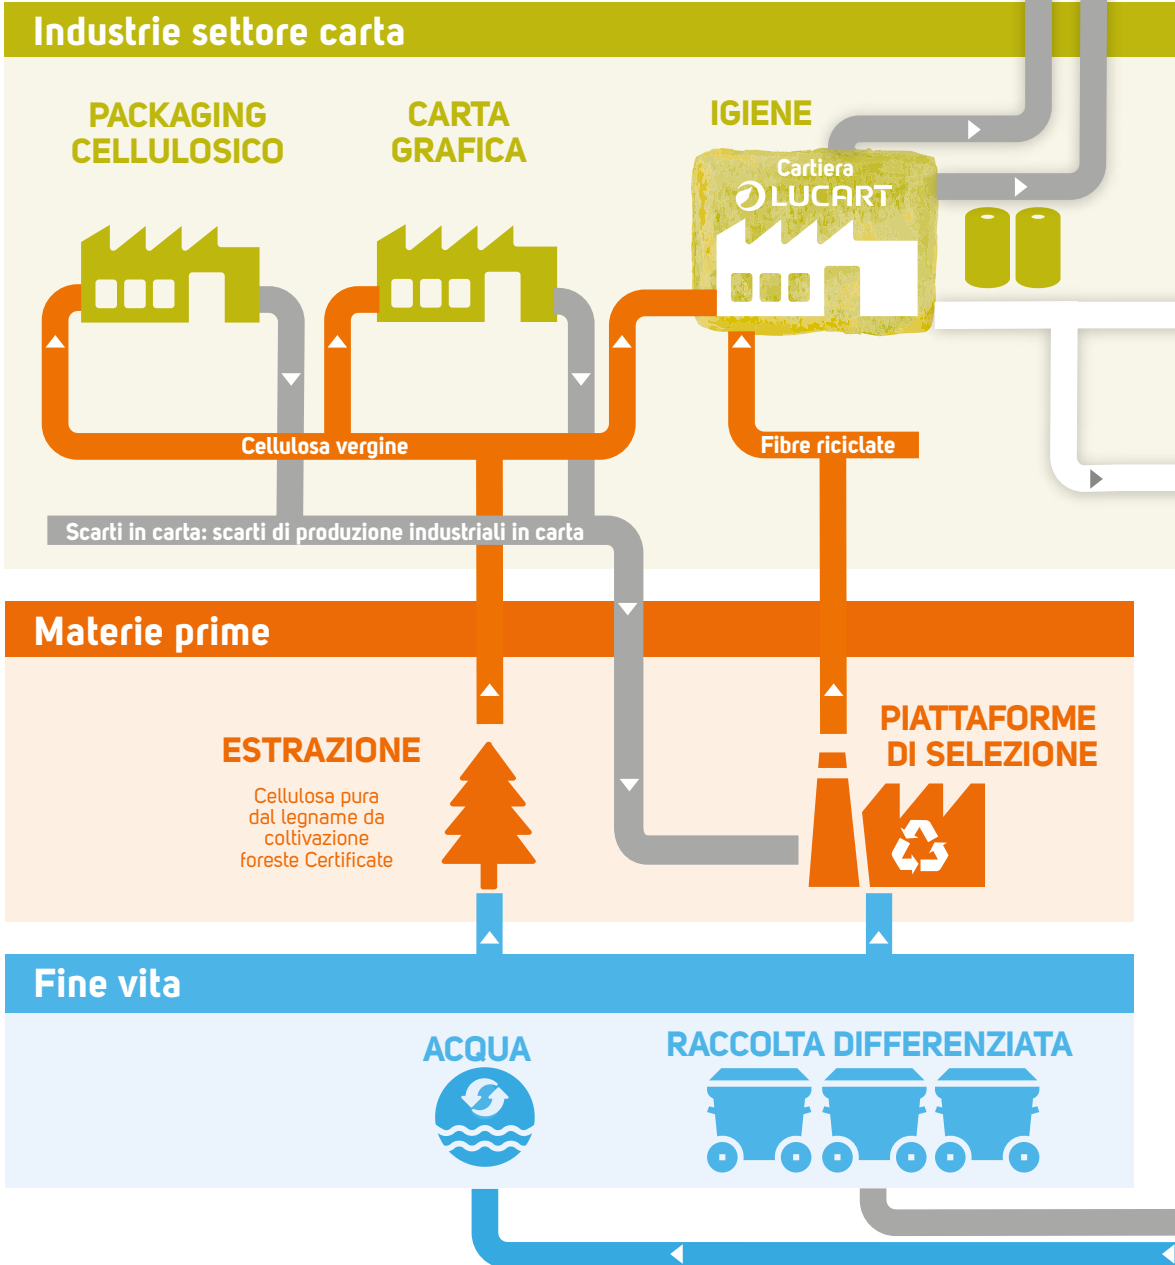 Industrie settore carta
PACKAGING
CELLULOSICO
CARTA
GRAFICA
IGIENE
Cartiera
LUCART
Cellulosa vergine
Fibre riciclate
Scarti in carta: scarti di produzione industriali in carta
Materie prime
ESTRAZIONE
Cellulosa pura
dal legname da
coltivazione
foreste Certificate
PIATTAFORME
DI SELEZIONE
Fine vita
ACQUA
RACCOLTA DIFFERENZIATA